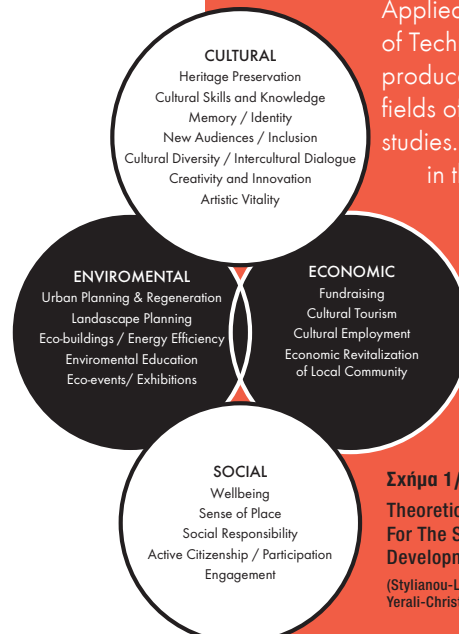 Applied
of Tech
produce
fields of
studies.
in th
CULTURAL
Heritage Preservation
Cultural Skills and Knowledge
Memory / Identity
New Audiences / Inclusion
Cultural Diversity / Intercultural Dialogue
Creativity and Innovation
Artistic Vitality
ENVIROMENTAL
Urban Planning & Regeneration
Landascape Planning
Eco-buildings / Energy Efficiency
Enviromental Education
Eco-events/ Exhibitions
ECONOMIC
Fundraising
Cultural Tourism
Cultural Employment
Economic Revitalization
of Local Community
SOCIAL
Wellbeing
Sense of Place
Social Responsibility
Active Citizenship / Participation
Engagement
Σχήμα 1/
Theoretic
For The S
Developm
(Stylianou-L
Yerali-Christ